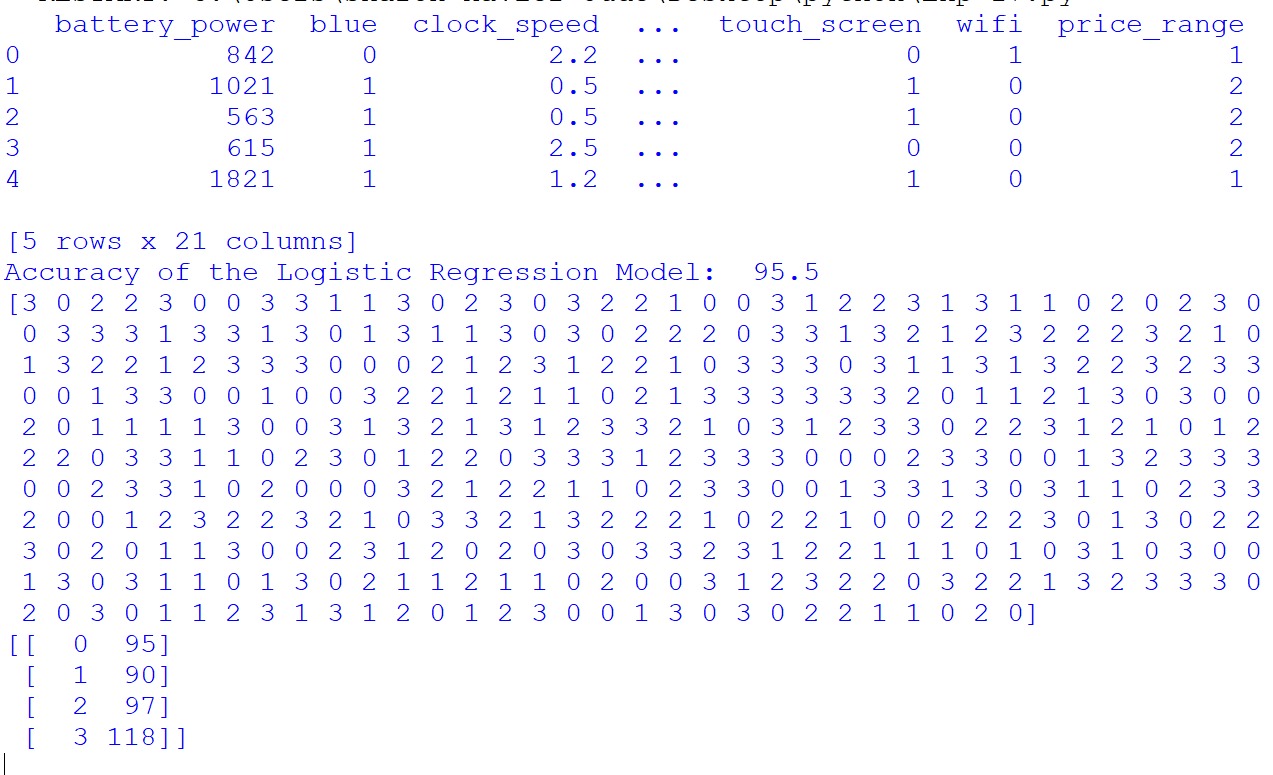 battery_power blue clock_speed ... touch_screen wifi price_range
0 842 0 2.2 ... 0 1 1
1 1021 1 0.5 ... 1 0 2
2 563 1 0.5 ... 1 0 2
3 615 1 2.5 ... 0 0 2
4 1821 1 1.2 ... 1 0 1
[5 rows x 21 columns]
Accuracy of the Logistic Regression Model: 95.5
[3 0 2 2 3 0 0 3 3 1 1 3 0 2 3 0 3 2 2 1 0 0 3 1 2 2 3 1 3 1 1 0 2 0 2 3 0
0 3 3 3 1 3 3 1 3 0 1 3 1 1 3 0 3 0 2 2 2 0 3 3 1 3 2 1 2 3 2 2 2 3 2 1 0
1 3 2 2 1 2 3 3 3 0 0 0 2 1 2 3 1 2 2 1 0 3 3 3 0 3 1 1 3 1 3 2 2 3 2 3 3
0 0 1 3 3 0 0 1 0 0 3 2 2 1 2 1 1 0 2 1 3 3 3 3 3 3 2 0 1 1 2 1 3 0 3 0 0
2 0 1 1 1 1 3 0 0 3 1 3 2 1 3 1 2 3 3 2 1 0 3 1 2 3 3 0 2 2 3 1 2 1 0 1 2
2 2 0 3 3 1 1 0 2 3 0 1 2 2 0 3 3 3 1 2 3 3 3 0 0 0 2 3 3 0 0 1 3 2 3 3 3
0 0 2 3 3 1 0 2 0 0 0 3 2 1 2 2 1 1 0 2 3 3 0 0 1 3 3 1 3 0 3 1 1 0 2 3 3
2 0 0 1 2 3 2 2 3 2 1 0 3 3 2 1 3 2 2 2 1 0 2 2 1 0 0 2 2 2 3 0 1 3 0 2 2
3 0 2 0 1 1 3 0 0 2 3 1 2 0 2 0 3 0 3 3 2 3 1 2 2 1 1 1 0 1 0 3 1 0 3 0 0
1 3 0 3 1 1 0 1 3 0 2 1 1 2 1 1 0 2 0 0 3 1 2 3 2 2 0 3 2 2 1 3 2 3 3 3 0
2 0 3 0 1 1 2 3 1 3 1 2 0 1 2 3 0 0 1 3 0 3 0 2 2 1 1 0 2 0]
[[ 0 95]
[ 1 90]
[ 2 97]
[ 3 118]]